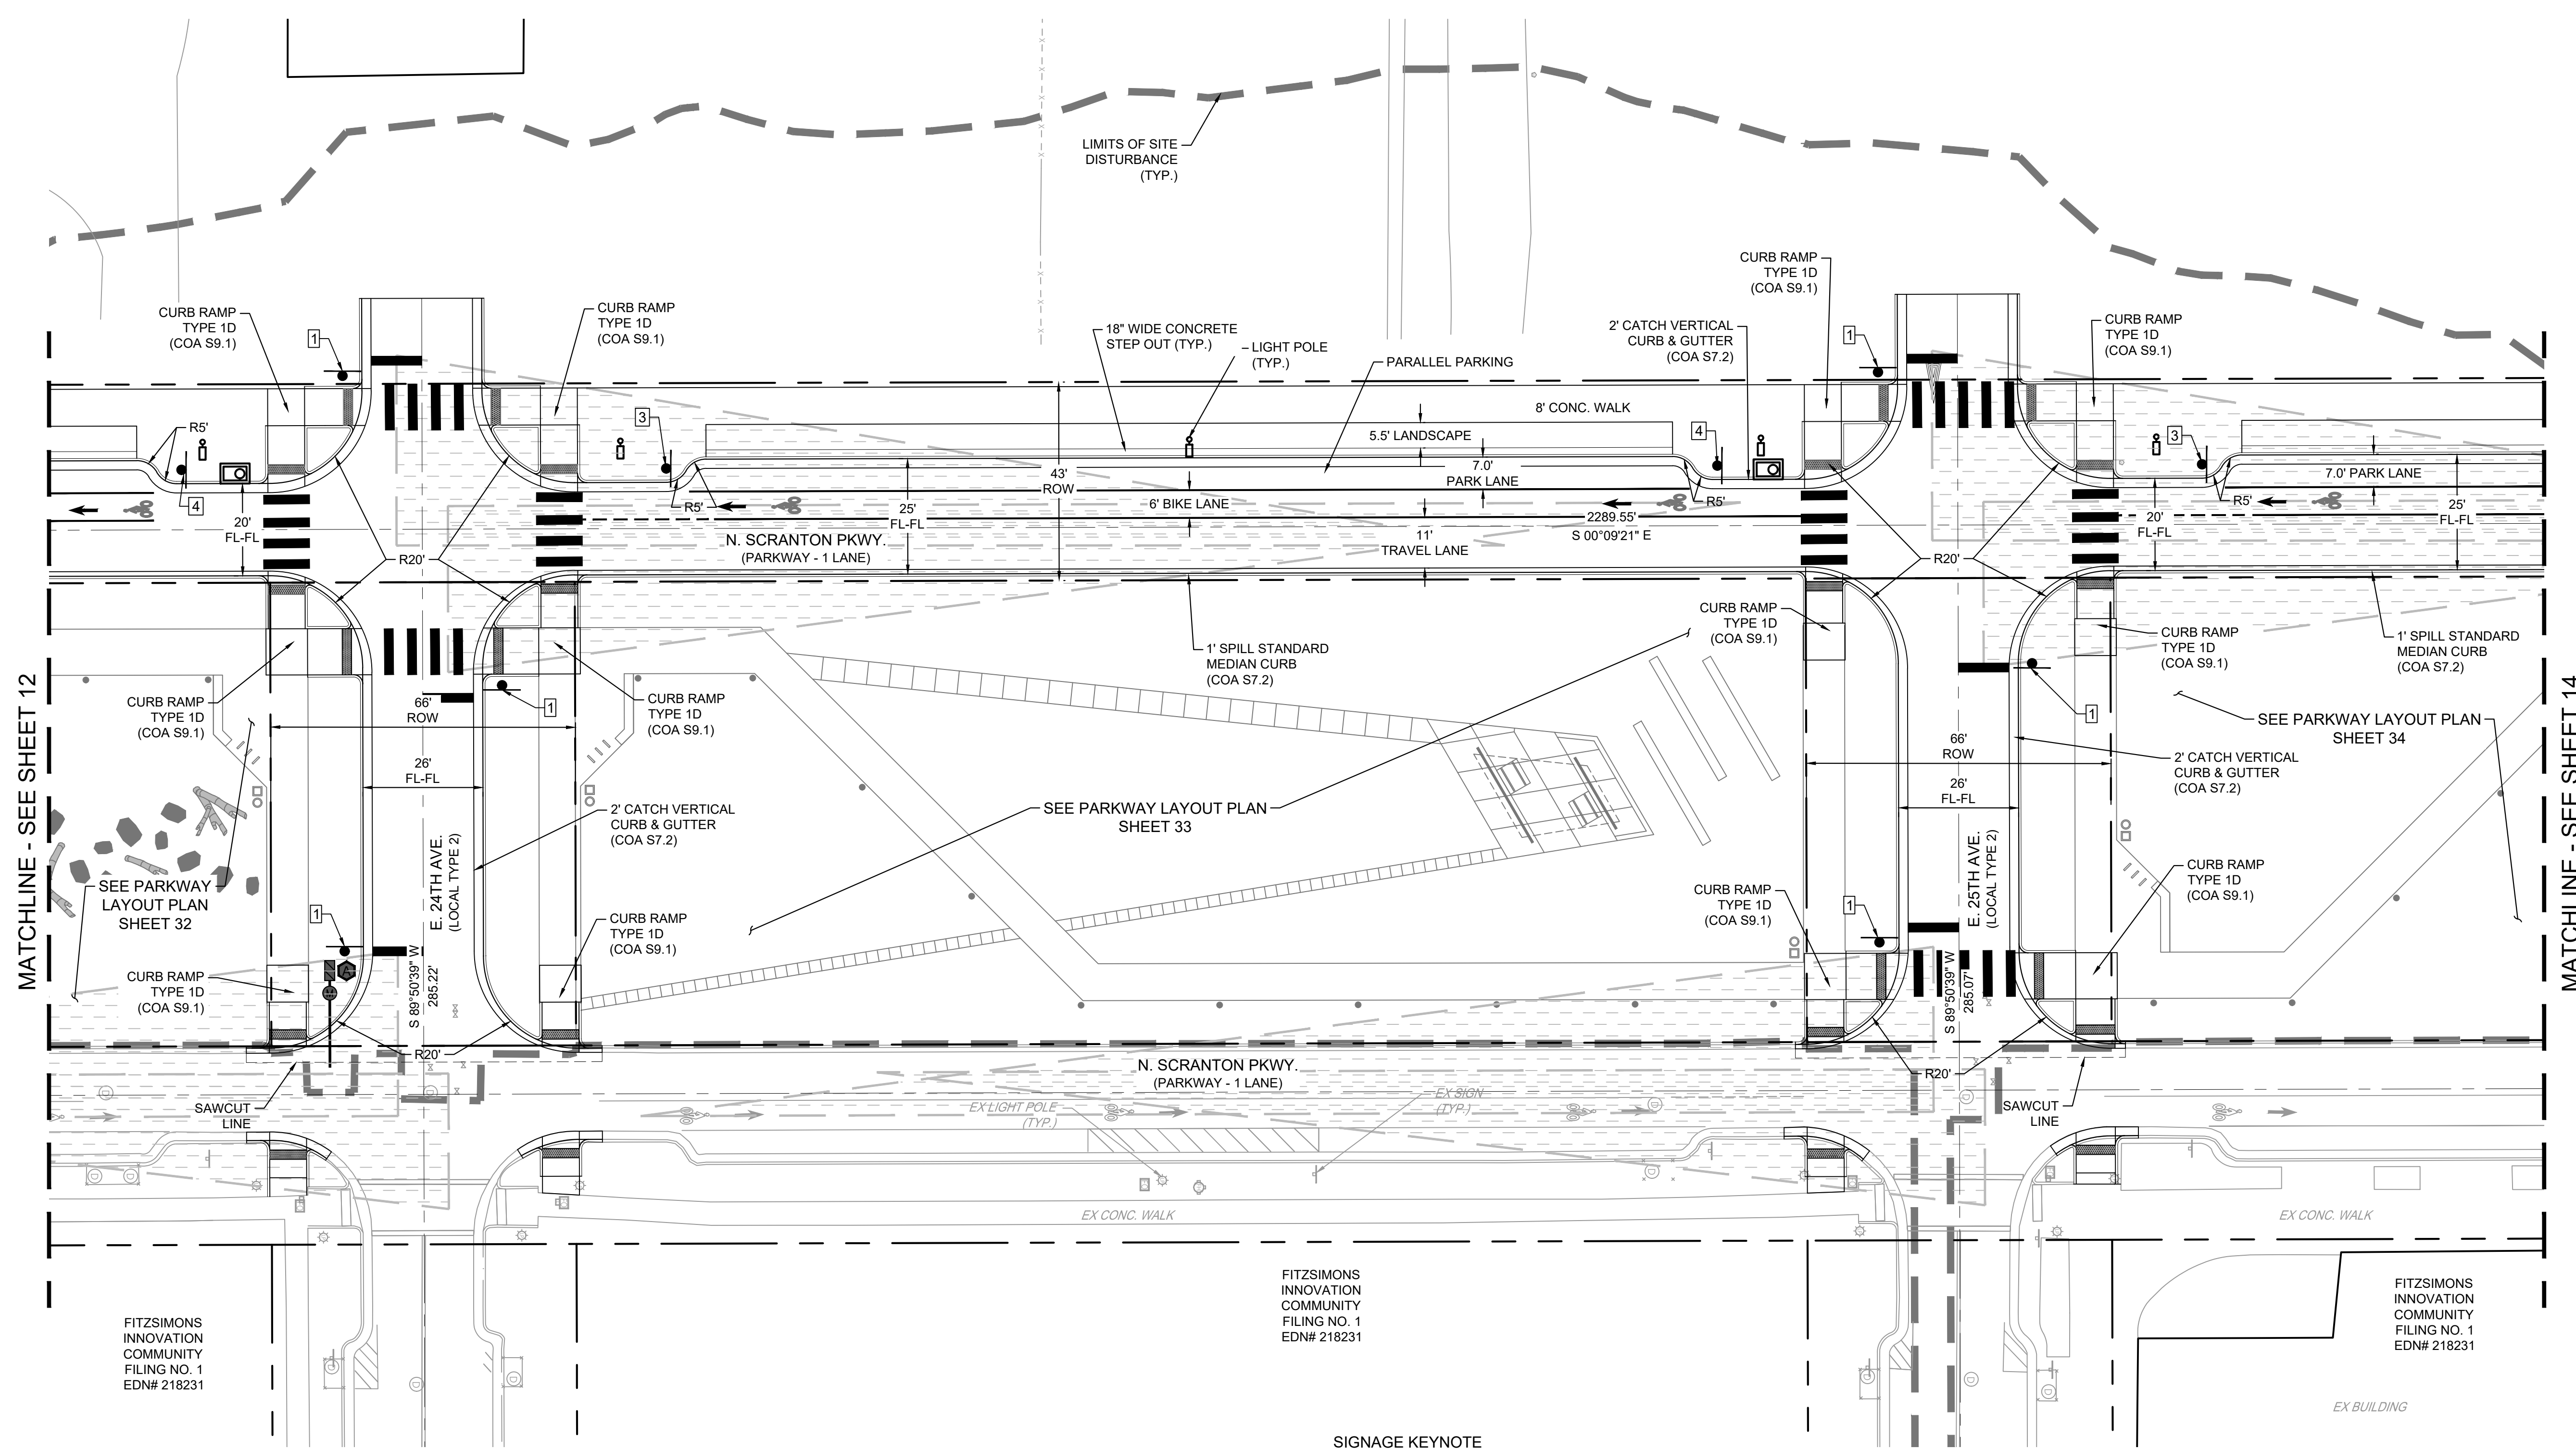 LIMITS OF SITE
DISTURBANCE
(TYP.)
CURB RAMP
TYPE 1D
(COA S9.1)
1
CURB RAMP
TYPE 1D
(COA S9.1)
18" WIDE CONCRETE
STEP OUT (TYP.)
LIGHT POLE
(TYP.)
PARALLEL PARKING
2' CATCH VERTICAL
CURB & GUTTER
(COA S7.2)
CURB RAMP
TYPE 1D
(COA S9.1)
1
CURB RAMP
TYPE 1D
(COA S9.1)
R5'
4
20'
FL-FL
3
R5'
8' CONC. WALK
5.5' LANDSCAPE
7.0'
PARK LANE
43'
ROW
25'
FL-FL
6' BIKE LANE
11'
TRAVEL LANE
N. SCRANTON PKWY.
(PARKWAY - 1 LANE)
2289.55'
S 00°09'21" E
4
R5'
3
R5'
7.0' PARK LANE
20'
FL-FL
25'
FL-FL
R20'
R20'
MATCHLINE - SEE SHEET 12
MATCHLINE - SEE SHEET 14
CURB RAMP
TYPE 1D
(COA S9.1)
66'
ROW
26'
FL-FL
1
CURB RAMP
TYPE 1D
(COA S9.1)
1' SPILL STANDARD
MEDIAN CURB
(COA S7.2)
CURB RAMP
TYPE 1D
(COA S9.1)
CURB RAMP
TYPE 1D
(COA S9.1)
1' SPILL STANDARD
MEDIAN CURB
(COA S7.2)
1
SEE PARKWAY LAYOUT PLAN
SHEET 34
66'
ROW
26'
FL-FL
2' CATCH VERTICAL
CURB & GUTTER
(COA S7.2)
2' CATCH VERTICAL
CURB & GUTTER
(COA S7.2)
SEE PARKWAY LAYOUT PLAN
SHEET 33
SEE PARKWAY
LAYOUT PLAN
SHEET 32
E. 24TH AVE.
(LOCAL TYPE 2)
E. 25TH AVE.
(LOCAL TYPE 2)
1
CURB RAMP
TYPE 1D
(COA S9.1)
CURB RAMP
TYPE 1D
(COA S9.1)
CURB RAMP
TYPE 1D
(COA S9.1)
1
CURB RAMP
TYPE 1D
(COA S9.1)
S 89°50'39" W
285.22'
S 89°50'39" W
285.07'
R20'
R20'
SAWCUT
LINE
SAWCUT
LINE
N. SCRANTON PKWY.
(PARKWAY - 1 LANE)
EX LIGHT POLE
(TYP.)
EX SIGN
(TYP.)
EX CONC. WALK
EX CONC. WALK
FITZSIMONS
INNOVATION
COMMUNITY
FILING NO. 1
EDN# 218231
FITZSIMONS
INNOVATION
COMMUNITY
FILING NO. 1
EDN# 218231
FITZSIMONS
INNOVATION
COMMUNITY
FILING NO. 1
EDN# 218231
EX BUILDING
SIGNAGE KEYNOTE